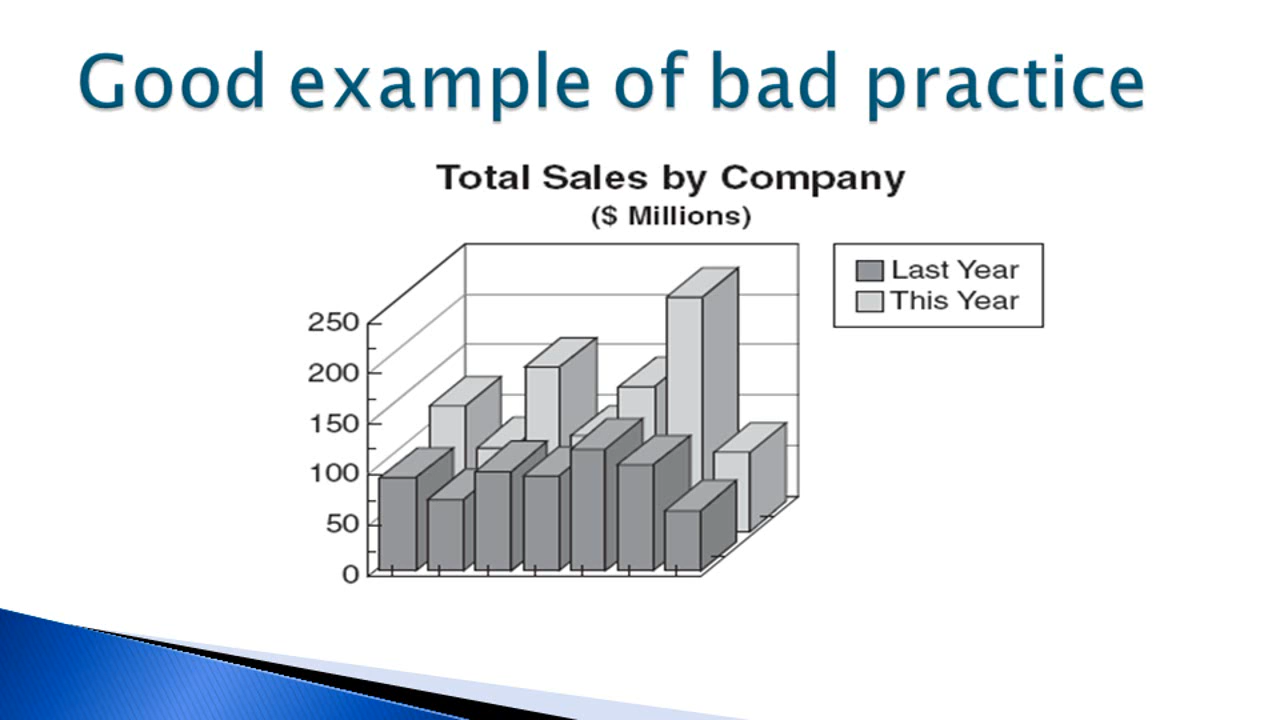 Good example of bad practice
Total Sales by Company
($ Millions)
Last Year
This Year
250
200
150
100
50
0